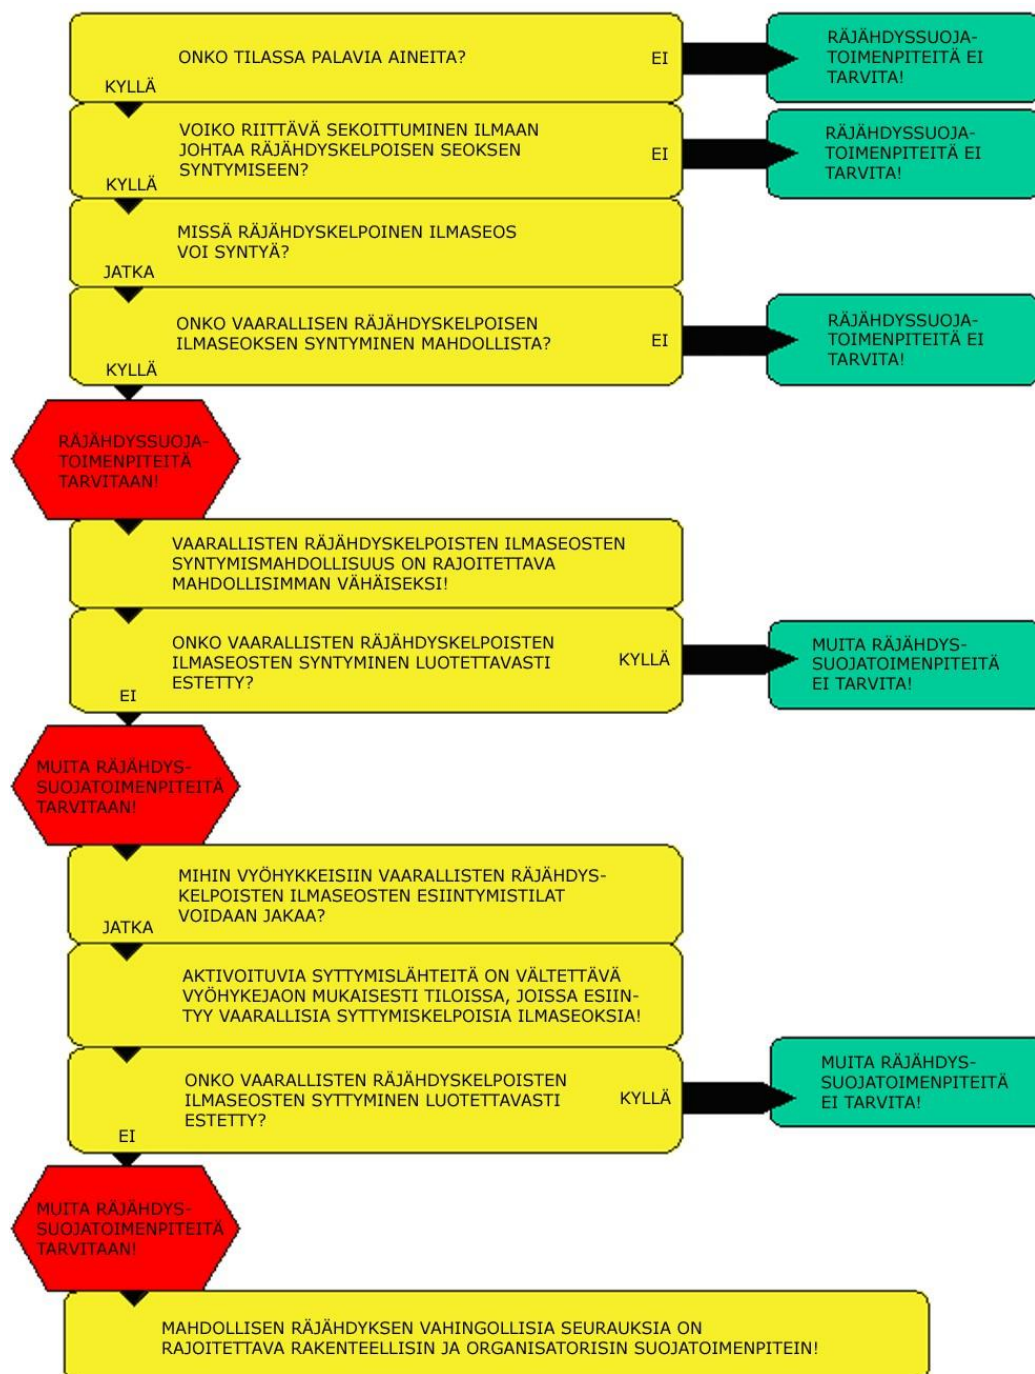 ONKO TILASSA PALAVIA AINEITA?
EI
KYLLÄ
RÄJÄHDYSSUOJA-
TOIMENPITEITÄ EI
TARVITA!
VOIKO RIITTÄVÄ SEKOITTUMINEN ILMAAN
JOHTAA RÄJÄHDYSKELPOISEN SEOKSEN
SYNTYMISEEN?
EI
KYLLÄ
RÄJÄHDYSSUOJA-
TOIMENPITEITÄ EI
TARVITA!
MISSÄ RÄJÄHDYSKELPOINEN ILMASEOS
VOI SYNTYÄ?
JATKA
ONKO VAARALLISEN RÄJÄHDYSKELPOISEN
ILMASEOKSEN SYNTYMINEN MAHDOLLISTA?
EI
KYLLÄ
RÄJÄHDYSSUOJA-
TOIMENPITEITÄ EI
TARVITA!
RÄJÄHDYSSUOJA-
TOIMENPITEITÄ
TARVITAAN!
VAARALLISTEN RÄJÄHDYSKELPOISTEN ILMASEOSTEN
SYNTYMISMAHDOLLISUUS ON RAJOITETTAVA
MAHDOLLISIMMAN VÄHÄISEKSI!
ONKO VAARALLISTEN RÄJÄHDYSKELPOISTEN
ILMASEOSTEN SYNTYMINEN LUOTETTAVASTI
ESTETTY?
KYLLÄ
EI
MUITA RÄJÄHDYS-
SUOJATOIMENPITEITÄ
EI TARVITA!
MUITA RÄJÄHDYS-
SUOJATOIMENPITEITÄ
TARVITAAN!
MIHIN VYÖHYKKEISIIN VAARALLISTEN RÄJÄHDYS-
KELPOISTEN ILMASEOSTEN ESIINTYMISTILAT
VOIDAAN JAKAA?
JATKA
AKTIVOITUVIA SYTTYMISLÄHTEITÄ ON VÄLTETTÄVÄ
VYÖHYKEJAON MUKAISESTI TILOISSA, JOISSA ESIIN-
TYY VAARALLISIA SYTTYMISKELPOISIA ILMASEOKSIA!
ONKO VAARALLISTEN RÄJÄHDYSKELPOISTEN
ILMASEOSTEN SYTTYMINEN LUOTETTAVASTI
ESTETTY?
KYLLÄ
EI
MUITA RÄJÄHDYS-
SUOJATOIMENPITEITÄ
EI TARVITA!
MUITA RÄJÄHDYS-
SUOJATOIMENPITEITÄ
TARVITAAN!
MAHDOLLISEN RÄJÄHDYKSEN VAHINGOLLISIA SEURAUKSIA ON
RAJOITETTAVA RAKENTEELLISIN JA ORGANISATORISIN SUOJATOIMENPITEIN!